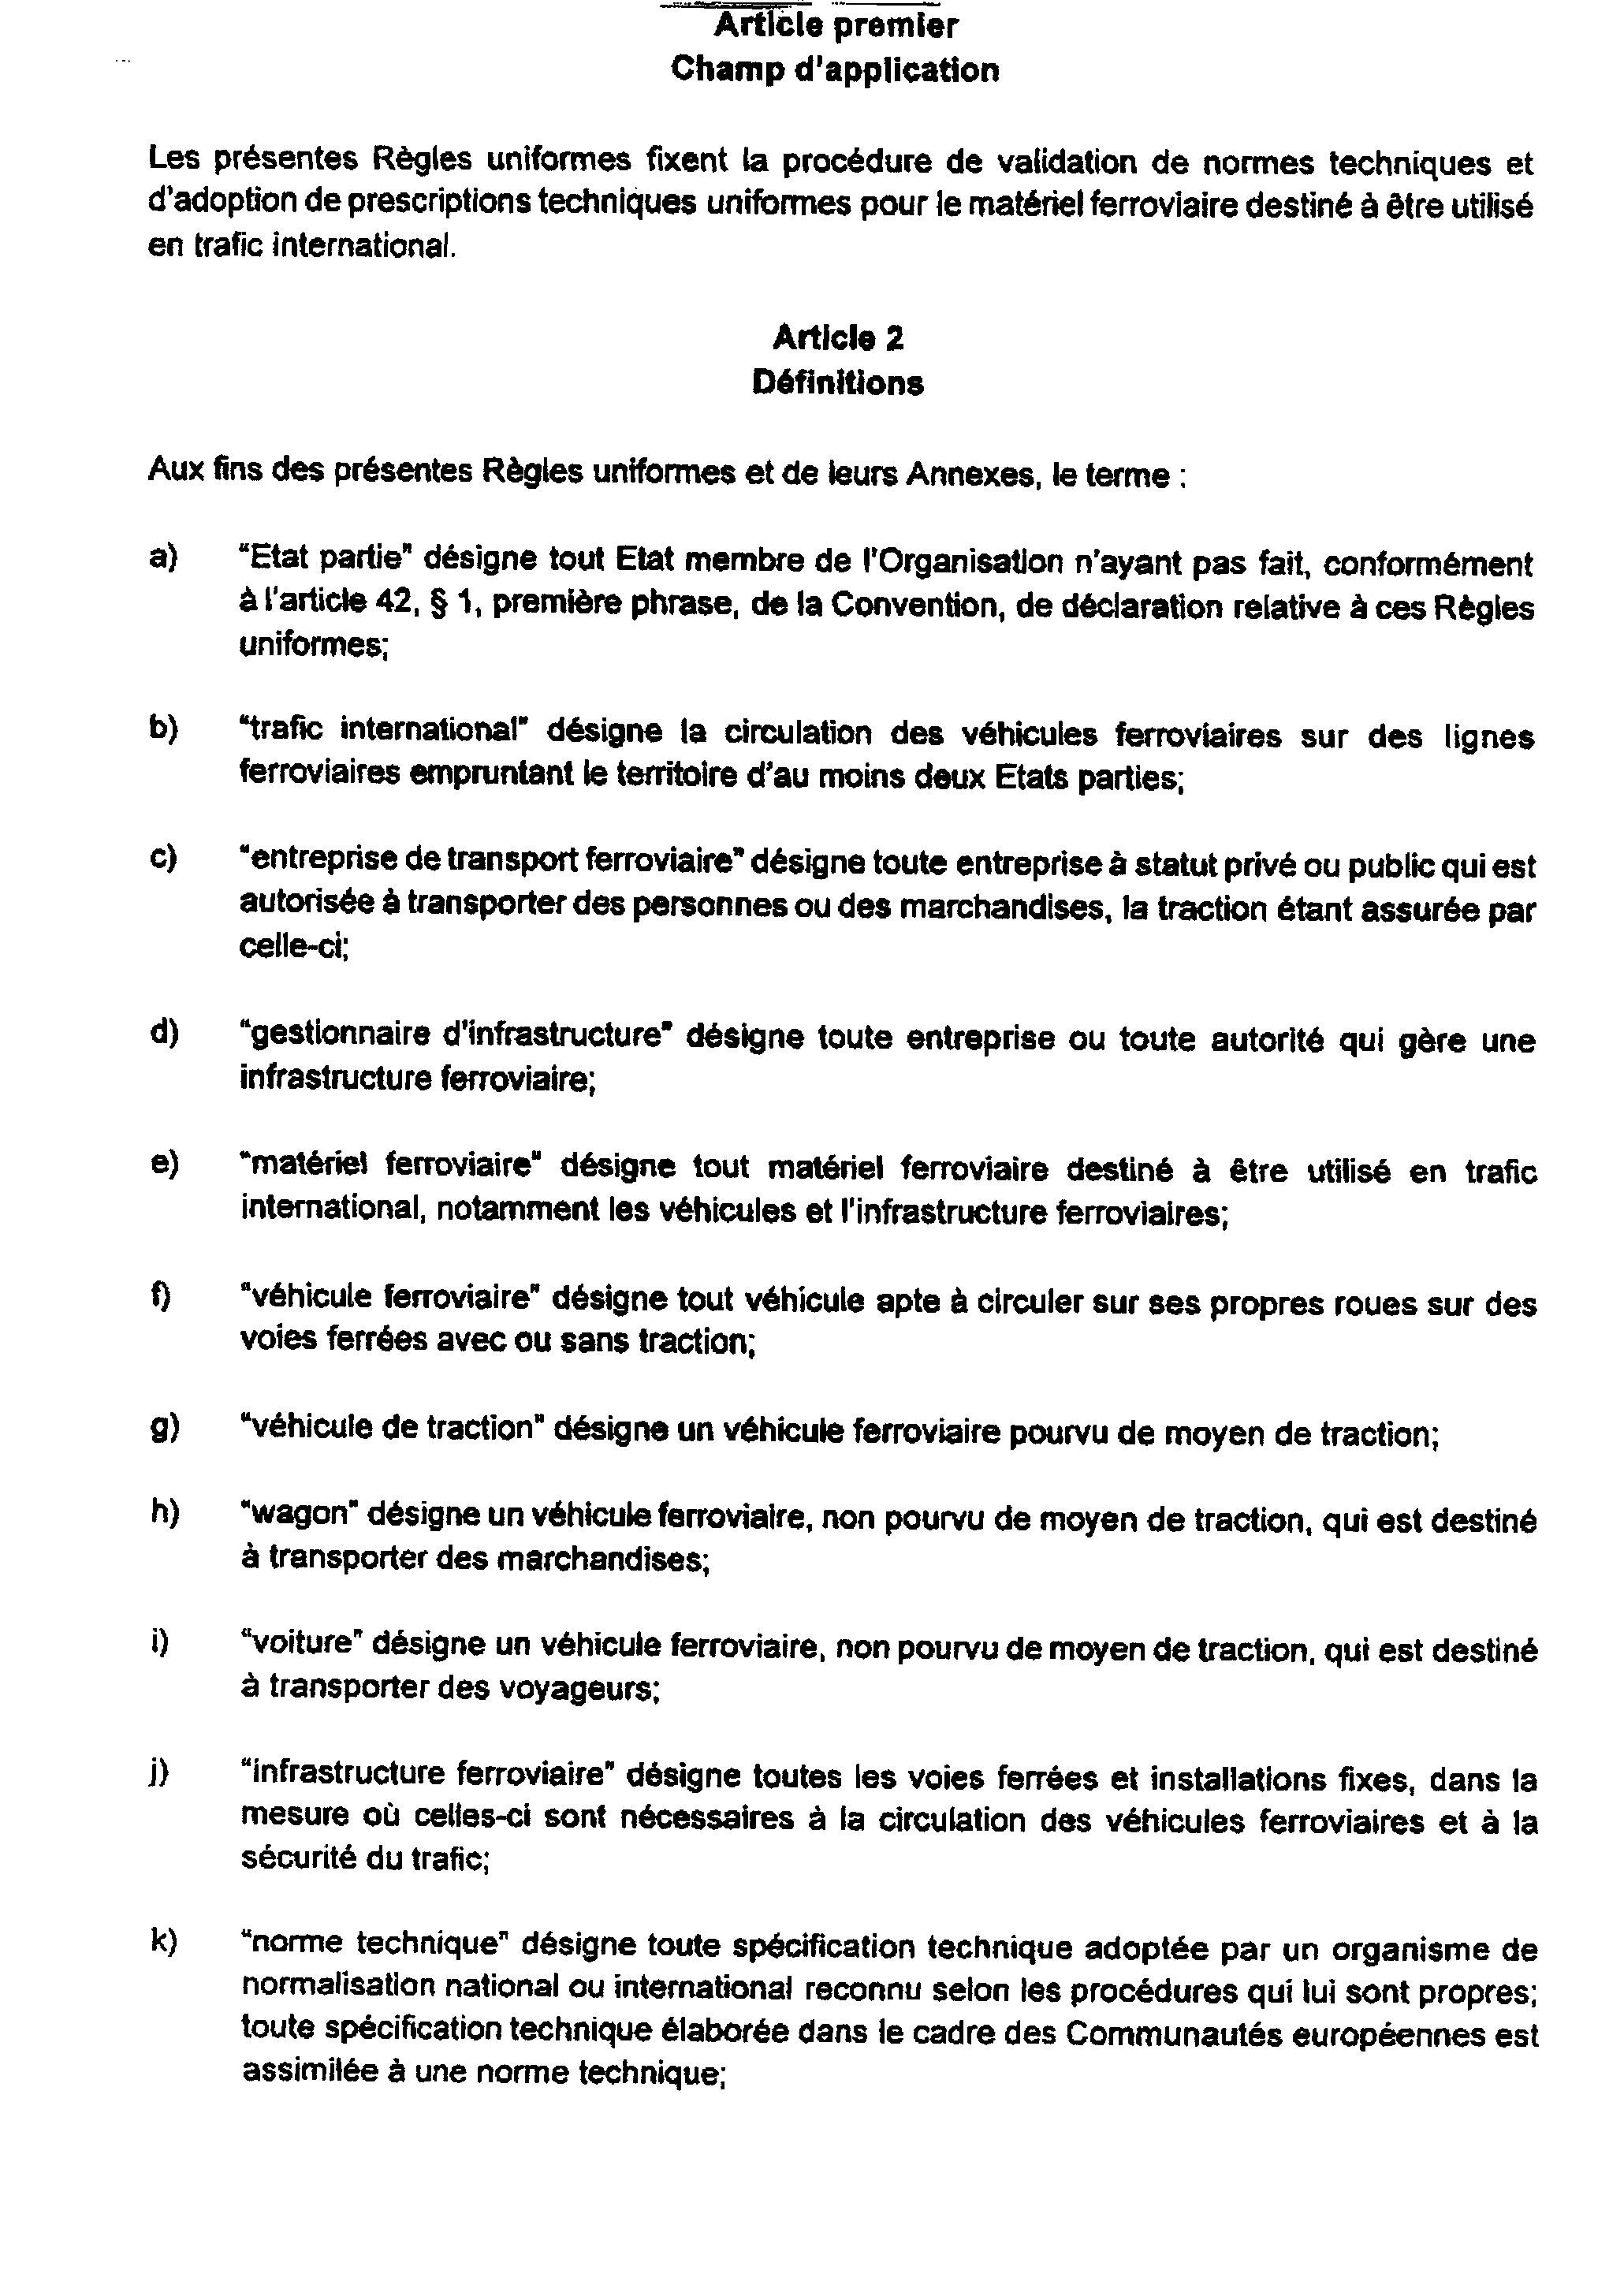 Article premier
Champ d'application
Les présentes Règles uniformes fixent la procédure de validation de normes techniques et
d'adoption de prescriptions techniques uniformes pour le matériel ferroviaire destiné à être utilisé
en trafic international.
Article 2
Définitions
Aux fins des présentes Règles uniformes et de leurs Annexes, le terme :
a) “Etat partie” désigne tout Etat membre de l'Organisation n'ayant pas fait, conformément
à l'article 42, § 1, première phrase, de la Convention, de déclaration relative à ces Règles
uniformes;
b) “trafic international” désigne la circulation des véhicules ferroviaires sur des lignes
ferroviaires empruntant le territoire d'au moins deux Etats parties;
c) “entreprise de transport ferroviaire” désigne toute entreprise à statut privé ou public qui est
autorisée à transporter des personnes ou des marchandises, la traction étant assurée par
celle-ci;
d) “gestionnaire d'infrastructure” désigne toute entreprise ou toute autorité qui gère une
infrastructure ferroviaire;
e) “matériel ferroviaire” désigne tout matériel ferroviaire destiné à être utilisé en trafic
international, notamment les véhicules et l'infrastructure ferroviaires;
f) “véhicule ferroviaire” désigne tout véhicule apte à circuler sur ses propres roues sur des
voies ferrées avec ou sans traction;
g) “véhicule de traction” désigne un véhicule ferroviaire pourvu de moyen de traction;
h) “wagon” désigne un véhicule ferroviaire, non pourvu de moyen de traction, qui est destiné
à transporter des marchandises;
i) “voiture” désigne un véhicule ferroviaire, non pourvu de moyen de traction, qui est destiné
à transporter des voyageurs;
j) “infrastructure ferroviaire” désigne toutes les voies ferrées et installations fixes, dans la
mesure où celles-ci sont nécessaires à la circulation des véhicules ferroviaires et à la
sécurité du trafic;
k) “norme technique” désigne toute spécification technique adoptée par un organisme de
normalisation national ou international reconnu selon les procédures qui lui sont propres;
toute spécification technique élaborée dans le cadre des Communautés européennes est
assimilée à une norme technique;